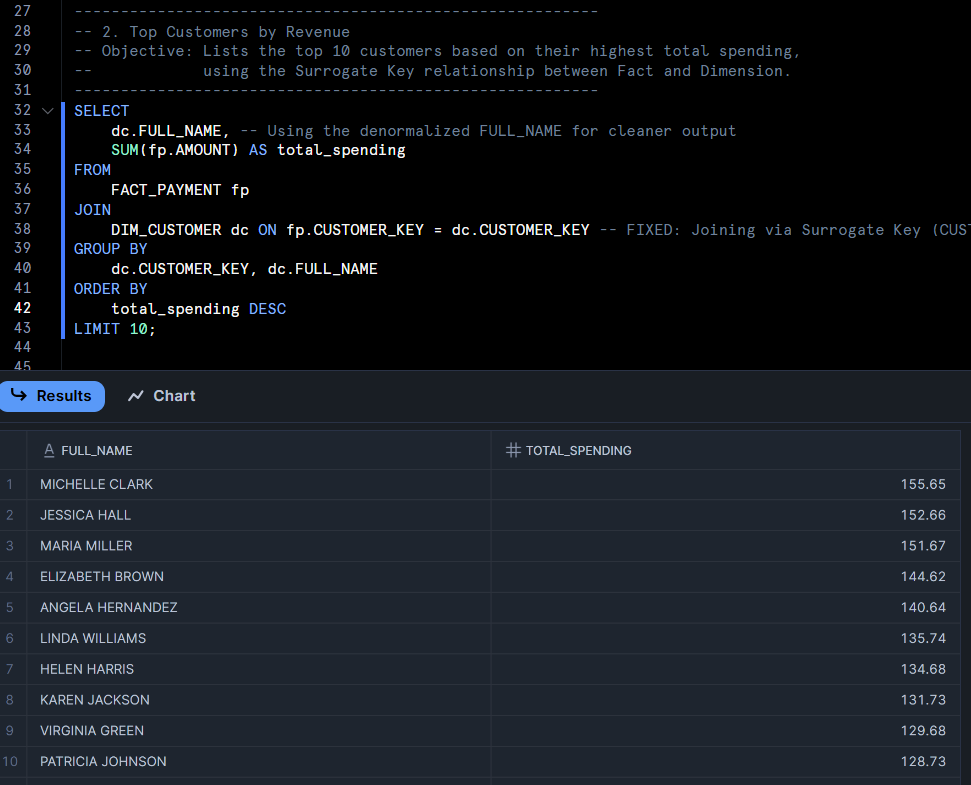 27 --------------------------------------------------------
28 -- 2. Top Customers by Revenue
29 -- Objective: Lists the top 10 customers based on their highest total spending,
30 --            using the Surrogate Key relationship between Fact and Dimension.
31 --------------------------------------------------------
32 SELECT
33     dc.FULL_NAME, -- Using the denormalized FULL_NAME for cleaner output
34     SUM(fp.AMOUNT) AS total_spending
35 FROM
36     FACT_PAYMENT fp
37 JOIN
38     DIM_CUSTOMER dc ON fp.CUSTOMER_KEY = dc.CUSTOMER_KEY -- FIXED: Joining via Surrogate Key (CUST
39 GROUP BY
40     dc.CUSTOMER_KEY, dc.FULL_NAME
41 ORDER BY
42     total_spending DESC
43 LIMIT 10;
44
45
Results Chart
FULL_NAME TOTAL_SPENDING
1 MICHELLE CLARK 155.65
2 JESSICA HALL 152.66
3 MARIA MILLER 151.67
4 ELIZABETH BROWN 144.62
5 ANGELA HERNANDEZ 140.64
6 LINDA WILLIAMS 135.74
7 HELEN HARRIS 134.68
8 KAREN JACKSON 131.73
9 VIRGINIA GREEN 129.68
10 PATRICIA JOHNSON 128.73